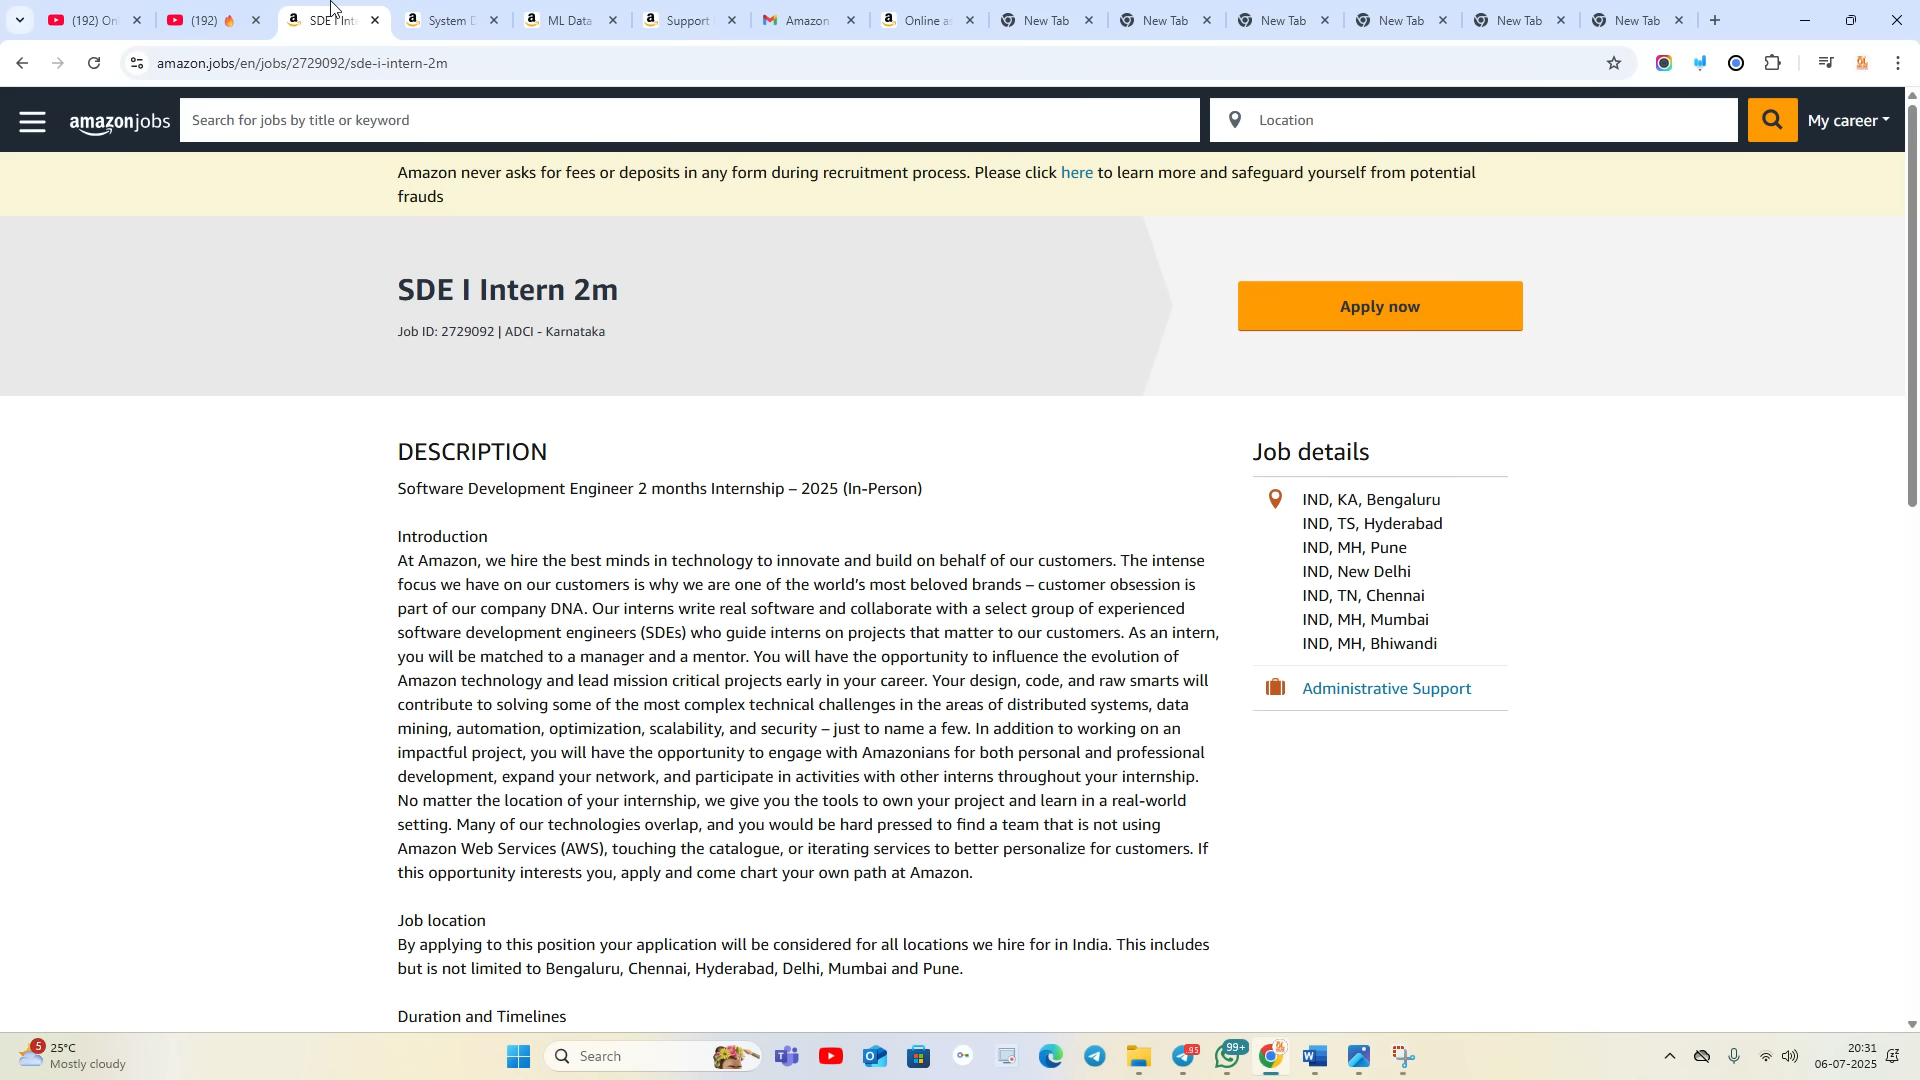 (192) On
(192)
SDE I Inte
System D
ML Data
Support
Amazon
Online as
New Tab
New Tab
New Tab
New Tab
New Tab
New Tab
amazon.jobs/en/jobs/2729092/sde-i-intern-2m
amazonjobs
Search for jobs by title or keyword
Location
My career
Amazon never asks for fees or deposits in any form during recruitment process. Please click here to learn more and safeguard yourself from potential
frauds
SDE I Intern 2m
Job ID: 2729092 | ADCI - Karnataka
Apply now
DESCRIPTION
Software Development Engineer 2 months Internship – 2025 (In-Person)
Introduction
At Amazon, we hire the best minds in technology to innovate and build on behalf of our customers. The intense
focus we have on our customers is why we are one of the world's most beloved brands – customer obsession is
part of our company DNA. Our interns write real software and collaborate with a select group of experienced
software development engineers (SDEs) who guide interns on projects that matter to our customers. As an intern,
you will be matched to a manager and a mentor. You will have the opportunity to influence the evolution of
Amazon technology and lead mission critical projects early in your career. Your design, code, and raw smarts will
contribute to solving some of the most complex technical challenges in the areas of distributed systems, data
mining, automation, optimization, scalability, and security – just to name a few. In addition to working on an
impactful project, you will have the opportunity to engage with Amazonians for both personal and professional
development, expand your network, and participate in activities with other interns throughout your internship.
No matter the location of your internship, we give you the tools to own your project and learn in a real-world
setting. Many of our technologies overlap, and you would be hard pressed to find a team that is not using
Amazon Web Services (AWS), touching the catalogue, or iterating services to better personalize for customers. If
this opportunity interests you, apply and come chart your own path at Amazon.
Job location
By applying to this position your application will be considered for all locations we hire for in India. This includes
but is not limited to Bengaluru, Chennai, Hyderabad, Delhi, Mumbai and Pune.
Duration and Timelines
Job details
IND, KA, Bengaluru
IND, TS, Hyderabad
IND, MH, Pune
IND, New Delhi
IND, TN, Chennai
IND, MH, Mumbai
IND, MH, Bhiwandi
Administrative Support
5
25°C
Mostly cloudy
Search
95
99+
20:31
06-07-2025